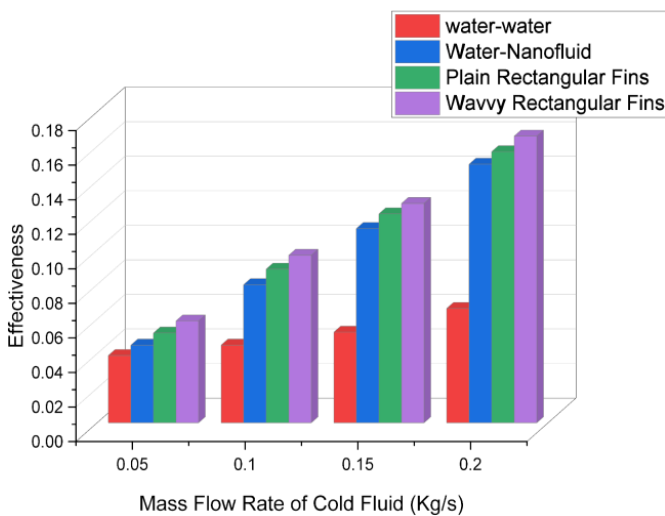 water-water
Water-Nanofluid
Plain Rectangular Fins
Wavvy Rectangular Fins
0.18
0.16
0.14
0.12
0.10
0.08
0.06
0.04
0.02
0.00
Effectiveness
0.05 0.1 0.15 0.2
Mass Flow Rate of Cold Fluid (Kg/s)